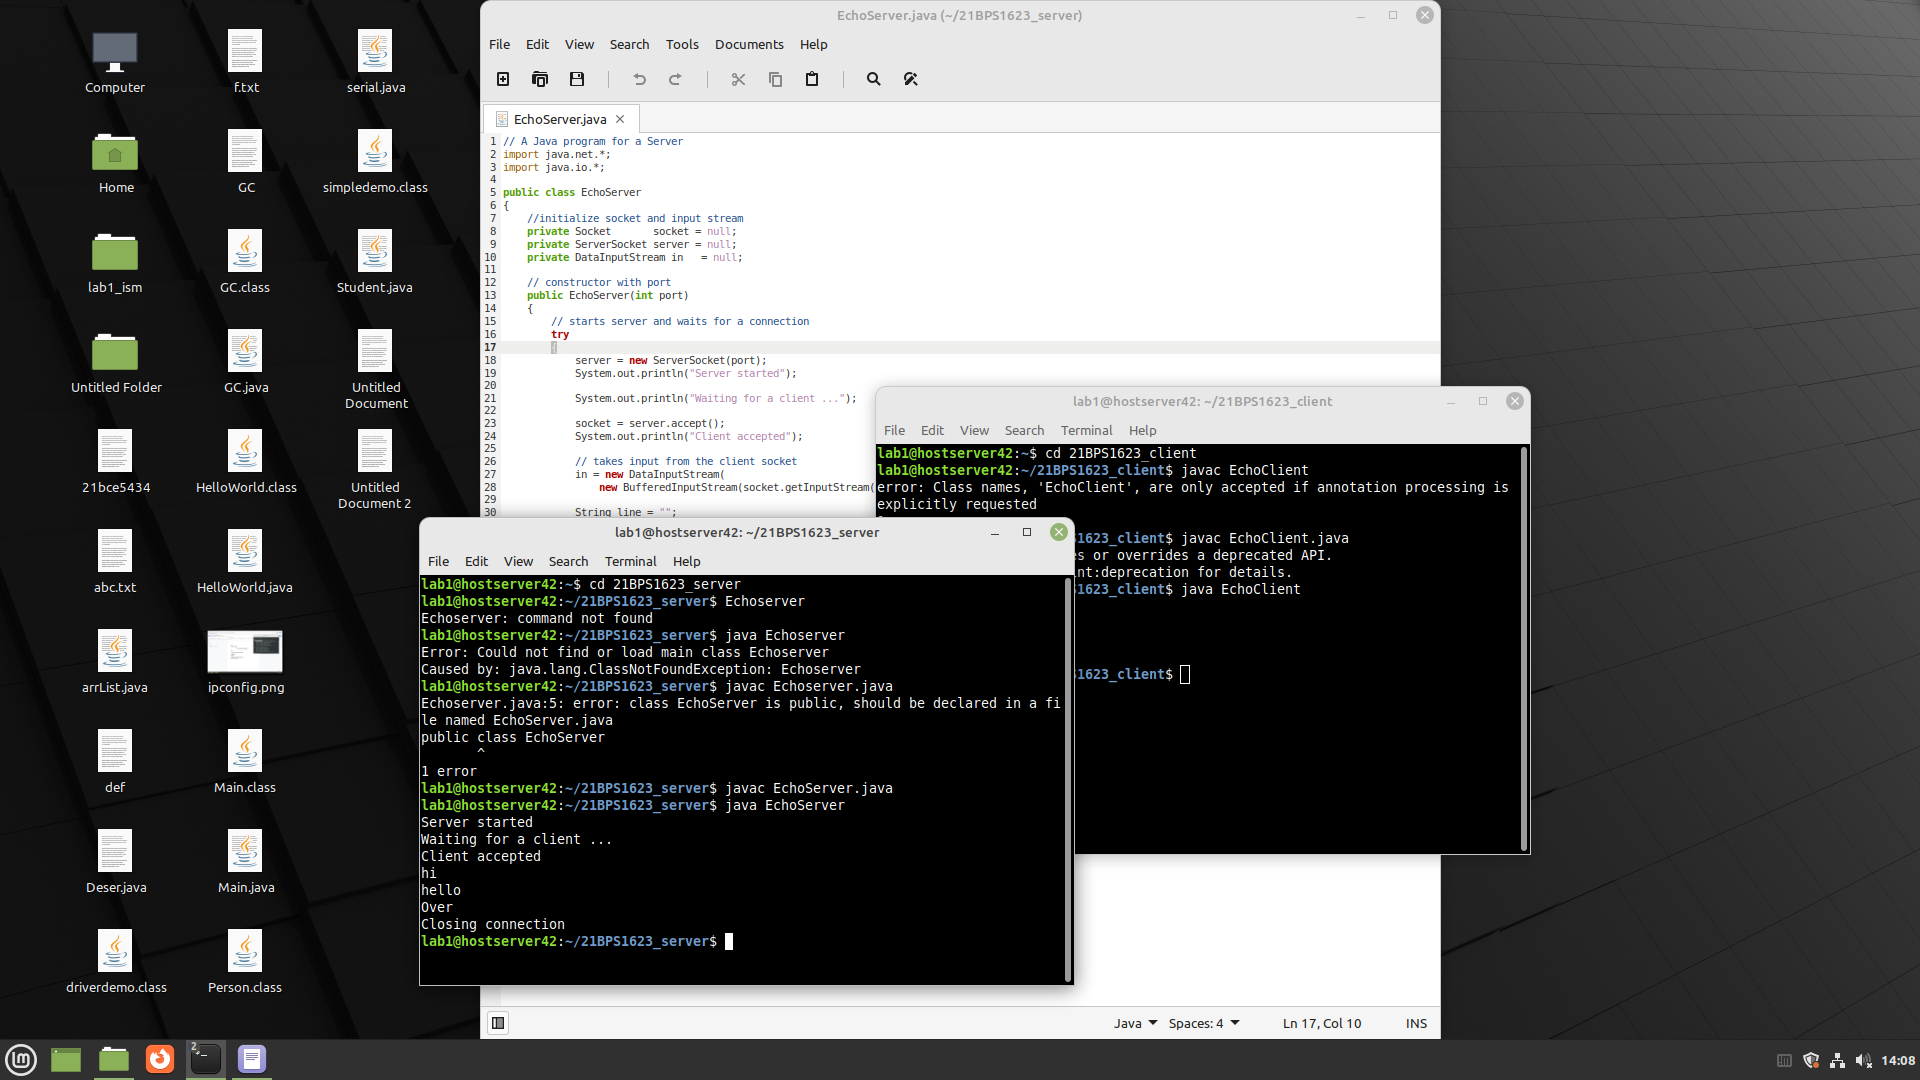 Computer
Home
lab1_ism
Untitled Folder
21bce5434
abc.txt
arrList.java
def
Deser.java
driverdemo.class
f.txt
GC
GC.class
GC.java
HelloWorld.class
HelloWorld.java
ipconfig.png
Main.class
Main.java
Person.class
serial.java
simpledemo.class
Student.java
Untitled
Document
Untitled
Document 2
EchoServer.java (~/21BPS1623_server)
File Edit View Search Tools Documents Help
EchoServer.java
1 // A Java program for a Server
2 import java.net.*;
3 import java.io.*;
4
5 public class EchoServer
6 {
7 //initialize socket and input stream
8 private Socket socket = null;
9 private ServerSocket server = null;
10 private DataInputStream in = null;
11
12 // constructor with port
13 public EchoServer(int port)
14 {
15 // starts server and waits for a connection
16 try
17 {
18 server = new ServerSocket(port);
19 System.out.println("Server started");
20
21 System.out.println("Waiting for a client ...");
22
23 socket = server.accept();
24 System.out.println("Client accepted");
25
26 // takes input from the client socket
27 in = new DataInputStream(
28 new BufferedInputStream(socket.getInputStream(
29
30 String line = "";
Java Spaces: 4 Ln 17, Col 10 INS
lab1@hostserver42: ~/21BPS1623_client
File Edit View Search Terminal Help
lab1@hostserver42:~$ cd 21BPS1623_client
lab1@hostserver42:~/21BPS1623_client$ javac EchoClient
error: Class names, 'EchoClient', are only accepted if annotation processing is
explicitly requested
1623_client$ javac EchoClient.java
s or overrides a deprecated API.
nt:deprecation for details.
1623_client$ java EchoClient
1623_client$
lab1@hostserver42: ~/21BPS1623_server
File Edit View Search Terminal Help
lab1@hostserver42:~$ cd 21BPS1623_server
lab1@hostserver42:~/21BPS1623_server$ Echoserver
Echoserver: command not found
lab1@hostserver42:~/21BPS1623_server$ java Echoserver
Error: Could not find or load main class Echoserver
Caused by: java.lang.ClassNotFoundException: Echoserver
lab1@hostserver42:~/21BPS1623_server$ javac Echoserver.java
Echoserver.java:5: error: class EchoServer is public, should be declared in a fi
le named EchoServer.java
public class EchoServer
^
1 error
lab1@hostserver42:~/21BPS1623_server$ javac EchoServer.java
lab1@hostserver42:~/21BPS1623_server$ java EchoServer
Server started
Waiting for a client ...
Client accepted
hi
hello
Over
Closing connection
lab1@hostserver42:~/21BPS1623_server$
2
14:08